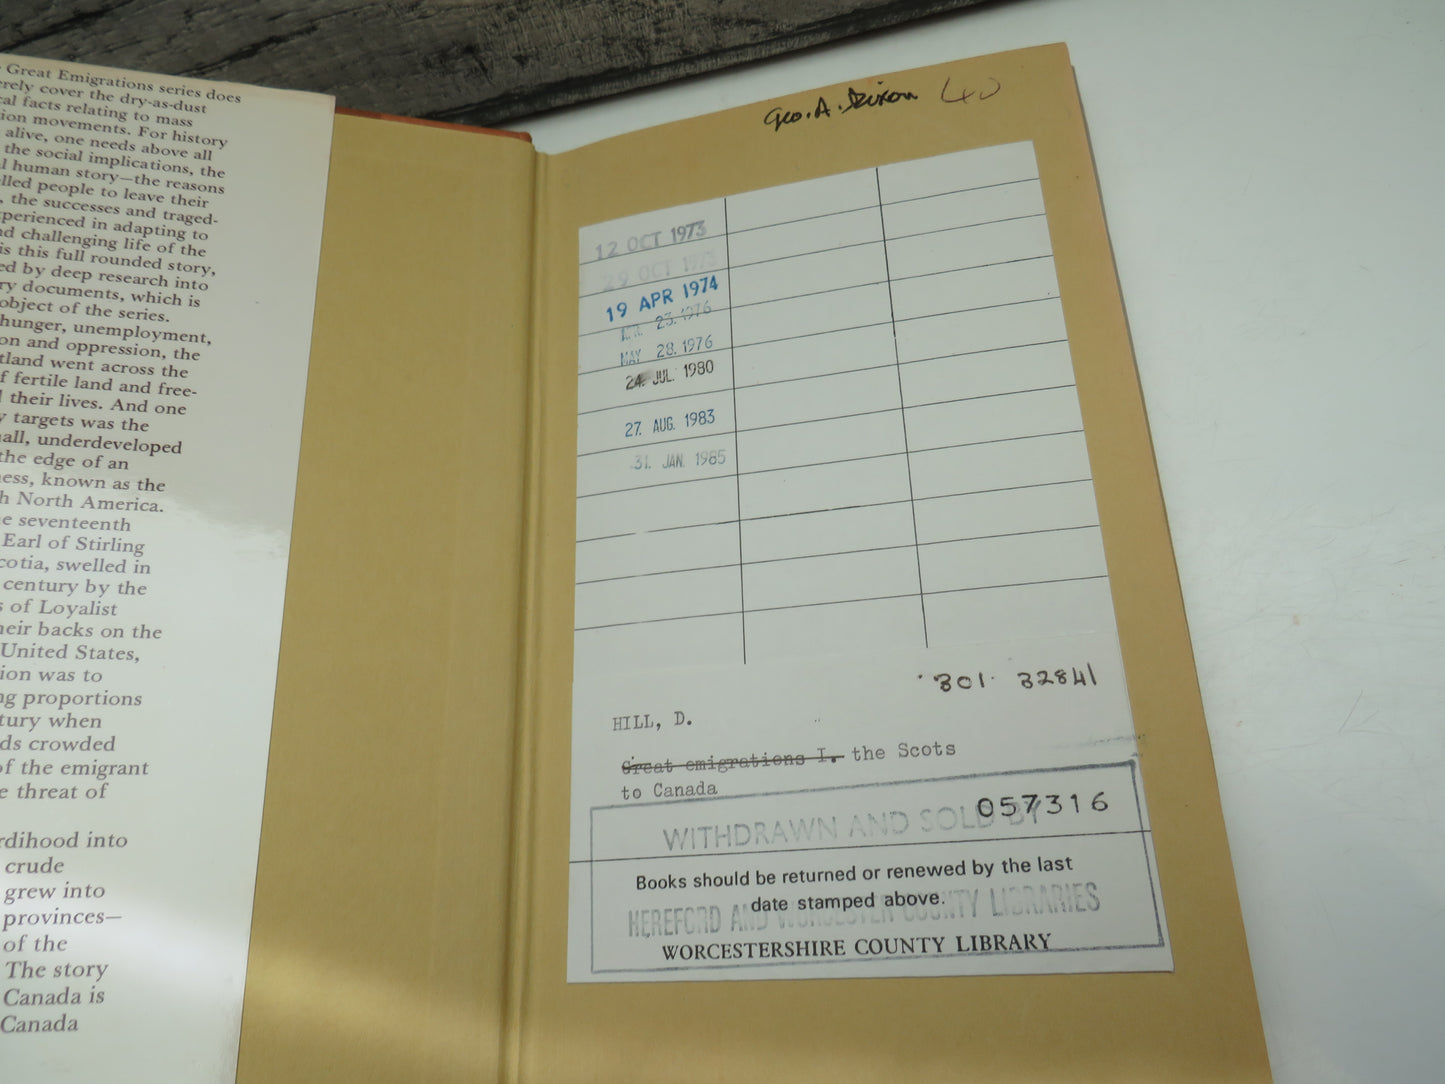 Great Emigrations series does
erely cover the dry-as-dust
cal facts relating to mass
tion movements. For history
alive, one needs above all
the social implications, the
l human story—the reasons
elled people to leave their
, the successes and traged-
xperienced in adapting to
nd challenging life of the
is this full rounded story,
ed by deep research into
ry documents, which is
object of the series.
hunger, unemployment,
on and oppression, the
tland went across the
f fertile land and free-
their lives. And one
y targets was the
mall, underdeveloped
the edge of an
ness, known as the
h North America.
e seventeenth
Earl of Stirling
cotia, swelled in
century by the
s of Loyalist
heir backs on the
United States,
ion was to
ng proportions
tury when
ds crowded
of the emigrant
e threat of
rdihood into
crude
grew into
provinces—
of the
The story
Canada is
Canada
Geo. A. Dixon
12 OCT 1973
29 OCT 1973
19 APR 1974
23. 1976
MAY 28. 1976
24. JUL. 1980
27. AUG. 1983
31. JAN. 1985
301. 32841
HILL, D.
Great emigrations I. the Scots
to Canada
057316
WITHDRAWN AND SOLD BY
Books should be returned or renewed by the last
date stamped above.
HEREFORD AND WORCESTER COUNTY LIBRARIES
WORCESTERSHIRE COUNTY LIBRARY